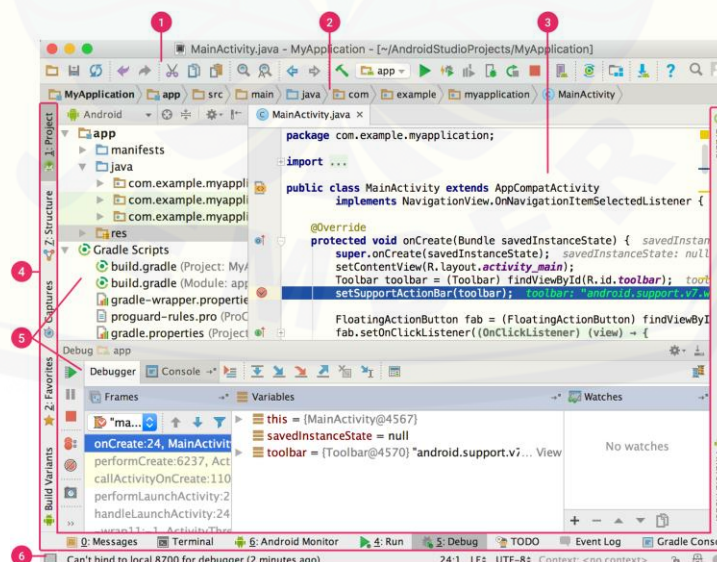 1 2 3
MainActivity.java - MyApplication - [~/AndroidStudioProjects/MyApplication]
app
MyApplication app src main java com example myapplication MainActivity
1: Project
Z: Structure
Captures
2: Favorites
Build Variants
4
5
6
Android
app
manifests
java
com.example.myappli
com.example.myappli
com.example.myappli
res
Gradle Scripts
build.gradle (Project: MyA
build.gradle (Module: app
gradle-wrapper.propertie
proguard-rules.pro (ProG
gradle.properties (Project
MainActivity.java ×
package com.example.myapplication;
import ...
public class MainActivity extends AppCompatActivity
implements NavigationView.OnNavigationItemSelectedListener {
@Override
protected void onCreate(Bundle savedInstanceState) { savedInstan
super.onCreate(savedInstanceState); savedInstanceState: null
setContentView(R.layout.activity_main);
Toolbar toolbar = (Toolbar) findViewById(R.id.toolbar); tool
setSupportActionBar(toolbar); toolbar: "android.support.v7.w
FloatingActionButton fab = (FloatingActionButton) findViewById
fab.setOnClickListener((OnClickListener) (view) → {
Debug app
Debugger Console
Frames
"ma...
onCreate:24, MainActivit
performCreate:6237, Act
callActivityOnCreate:110
performLaunchActivity:2
handleLaunchActivity:24
-wrap11:-1, ActivityThre
Variables
this = {MainActivity@4567}
savedInstanceState = null
toolbar = {Toolbar@4570} "android.support.v7... View
Watches
No watches
0: Messages Terminal 6: Android Monitor 4: Run 5: Debug TODO Event Log Gradle Conso
Can't bind to local 8700 for debugger (2 minutes ago) 24:1 LF÷ UTF-8÷ Context: <no context>